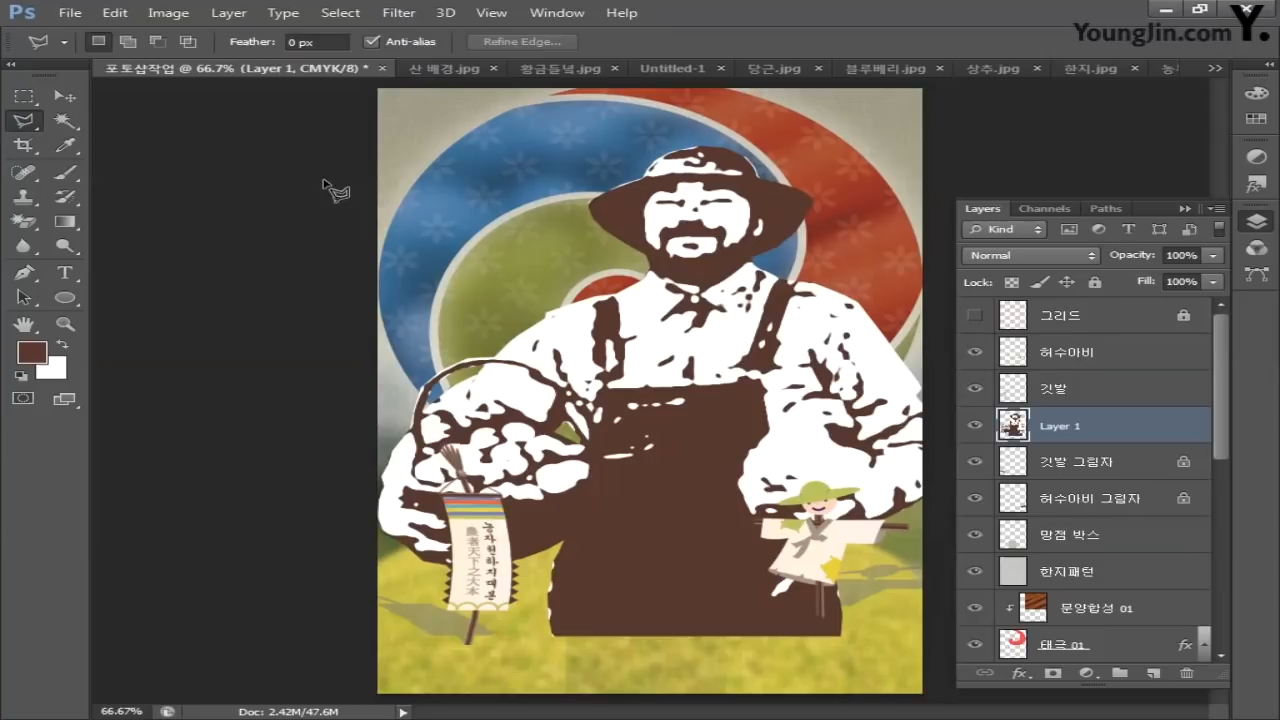 Ps File Edit Image Layer Type Select Filter 3D View Window Help
YoungJin.com Y.
Feather: 0 px Anti-alias Refine Edge...
포토샵작업 @ 66.7% (Layer 1, CMYK/8) * 산 배경.jpg 황금들녘.jpg Untitled-1 당근.jpg 블루베리.jpg 상추.jpg 한지.jpg
Layers Channels Paths
Kind
Normal Opacity: 100%
Lock: Fill: 100%
그리드
허수아비
깃발
Layer 1
깃발 그림자
허수아비 그림자
망점 박스
한지패턴
문양합성 01
태극 01 fx
농자천하지대본
農者天下之大本
66.67% Doc: 2.42M/47.6M